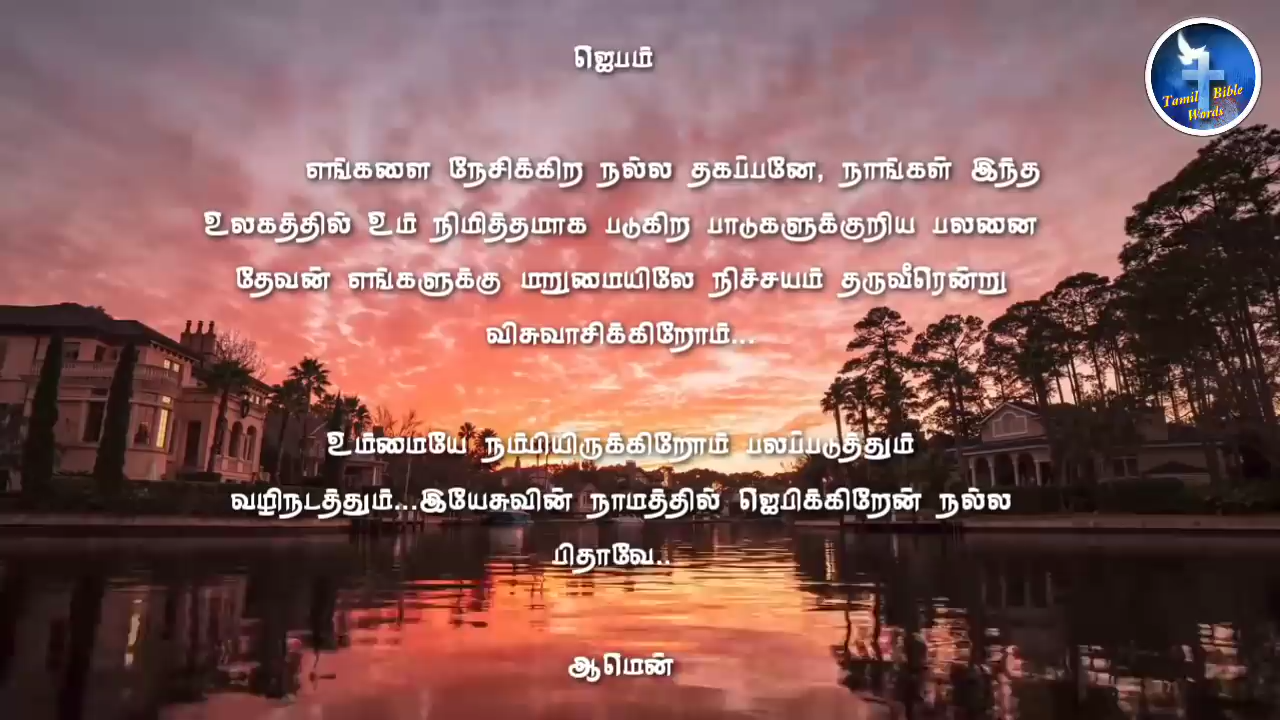 ஜெபம்
Tamil Bible
Words
எங்களை நேசிக்கிற நல்ல தகப்பனே, நாங்கள் இந்த
உலகத்தில் உம் நிமித்தமாக படுகிற பாடுகளுக்குறிய பலனை
தேவன் எங்களுக்கு மறுமையிலே நிச்சயம் தருவீரென்று
விசுவாசிக்கிறோம்...
உம்மையே நம்பியிருக்கிறோம் பலப்படுத்தும்
வழிநடத்தும்...இயேசுவின் நாமத்தில் ஜெபிக்கிறேன் நல்ல
பிதாவே..
ஆமென்